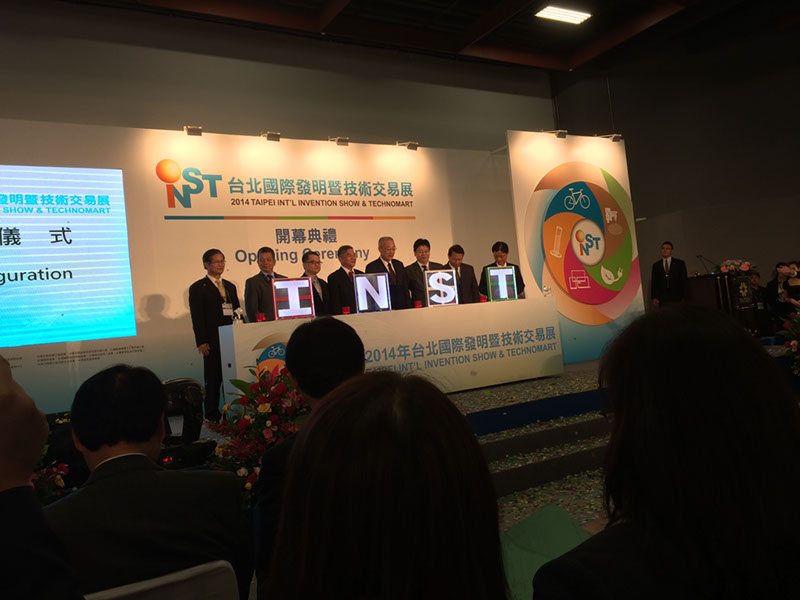 INST 台北國際發明暨技術交易展
2014 TAIPEI INT'L INVENTION SHOW & TECHNOMART
開幕典禮
Opening Ceremony
發明暨技術交易展
SHOW & TECHNOMART
儀 式
guration
INST
I N S T
2014年台北國際發明暨技術交易展
TAIPEI INT'L INVENTION SHOW & TECHNOMART